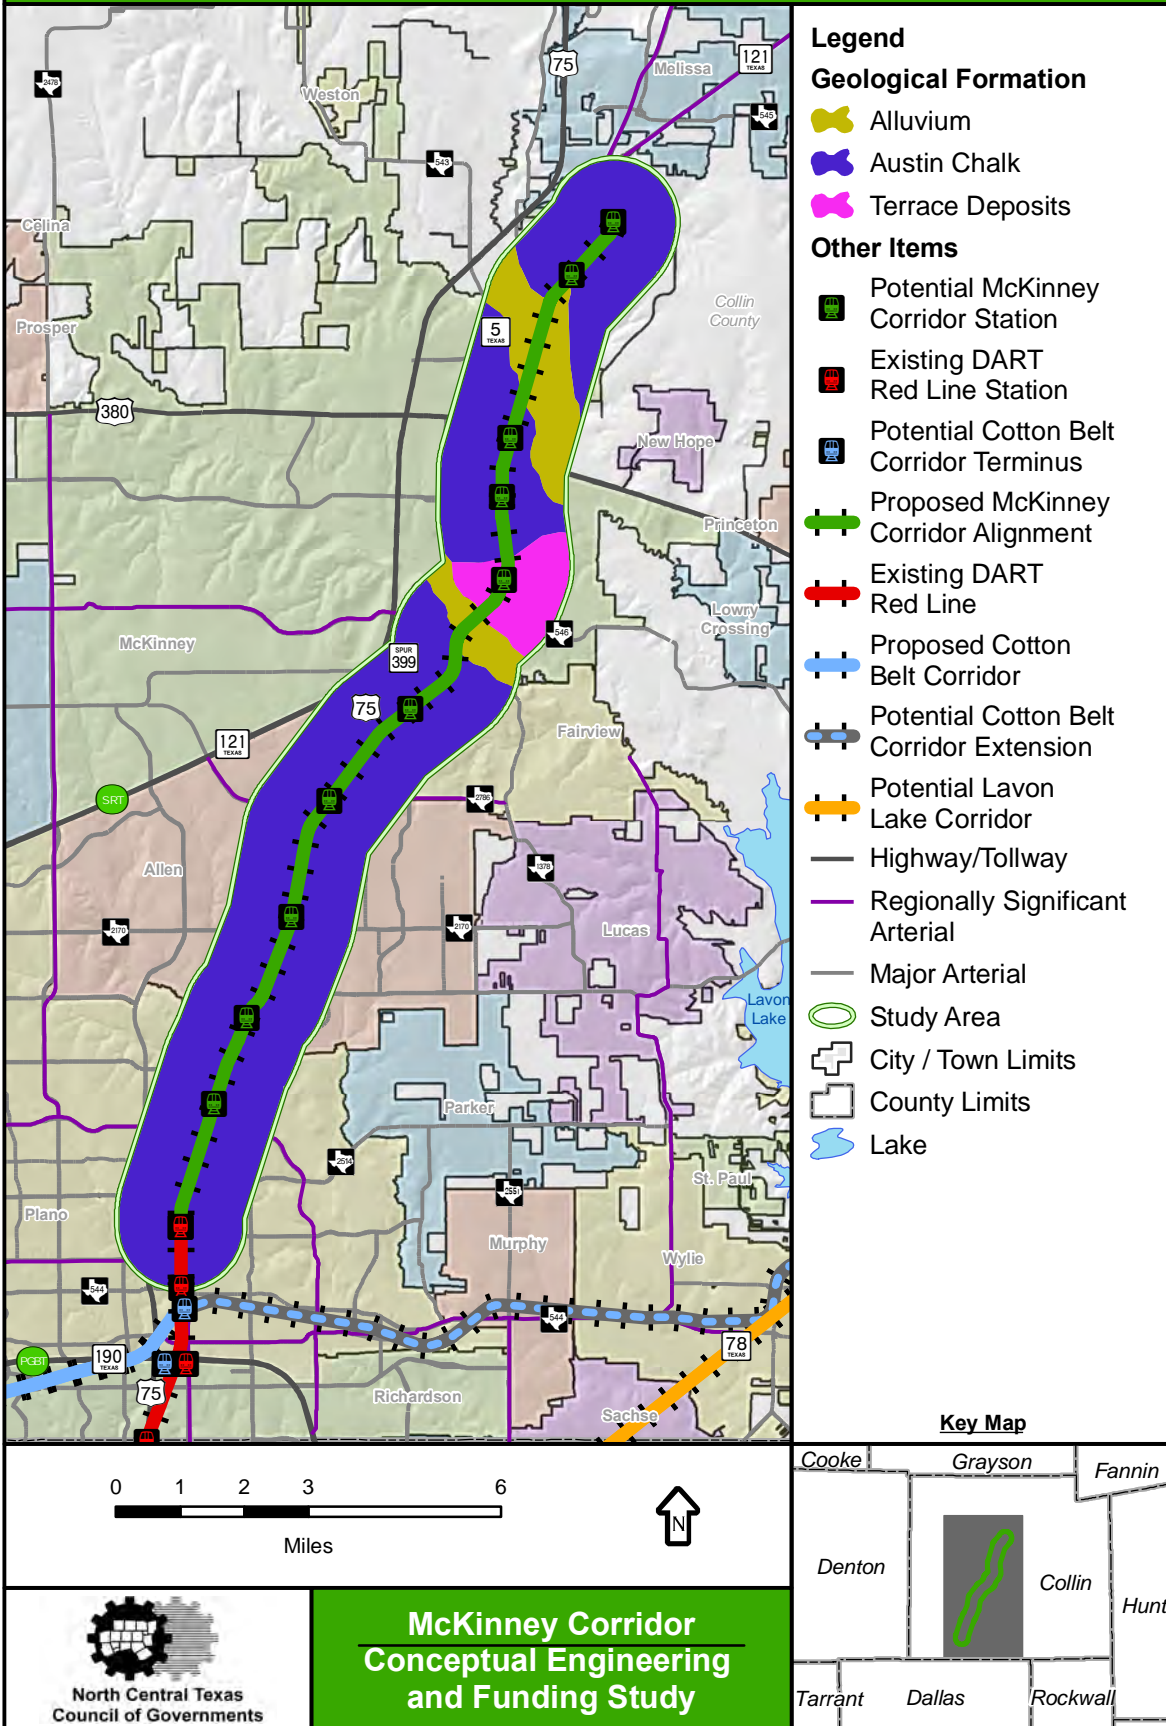 2478
Weston
75
Melissa
121
TEXAS
545
543
Celina
Collin
County
Prosper
5
TEXAS
380
New Hope
Princeton
Lowry
Crossing
546
McKinney
SPUR
399
75
121
TEXAS
Fairview
SRT
2786
Allen
1378
2170
2170
Lucas
Lavon
Lake
Parker
2514
2551
St. Paul
Plano
Murphy
Wylie
544
544
78
TEXAS
PGBT
190
TEXAS
75
Richardson
Sachse
Legend
Geological Formation
Alluvium
Austin Chalk
Terrace Deposits
Other Items
Potential McKinney
Corridor Station
Existing DART
Red Line Station
Potential Cotton Belt
Corridor Terminus
Proposed McKinney
Corridor Alignment
Existing DART
Red Line
Proposed Cotton
Belt Corridor
Potential Cotton Belt
Corridor Extension
Potential Lavon
Lake Corridor
Highway/Tollway
Regionally Significant
Arterial
Major Arterial
Study Area
City / Town Limits
County Limits
Lake
Key Map
Cooke
Grayson
Fannin
Denton
Collin
Hunt
Tarrant
Dallas
Rockwall
0 1 2 3 6
Miles
N
North Central Texas
Council of Governments
McKinney Corridor
Conceptual Engineering
and Funding Study